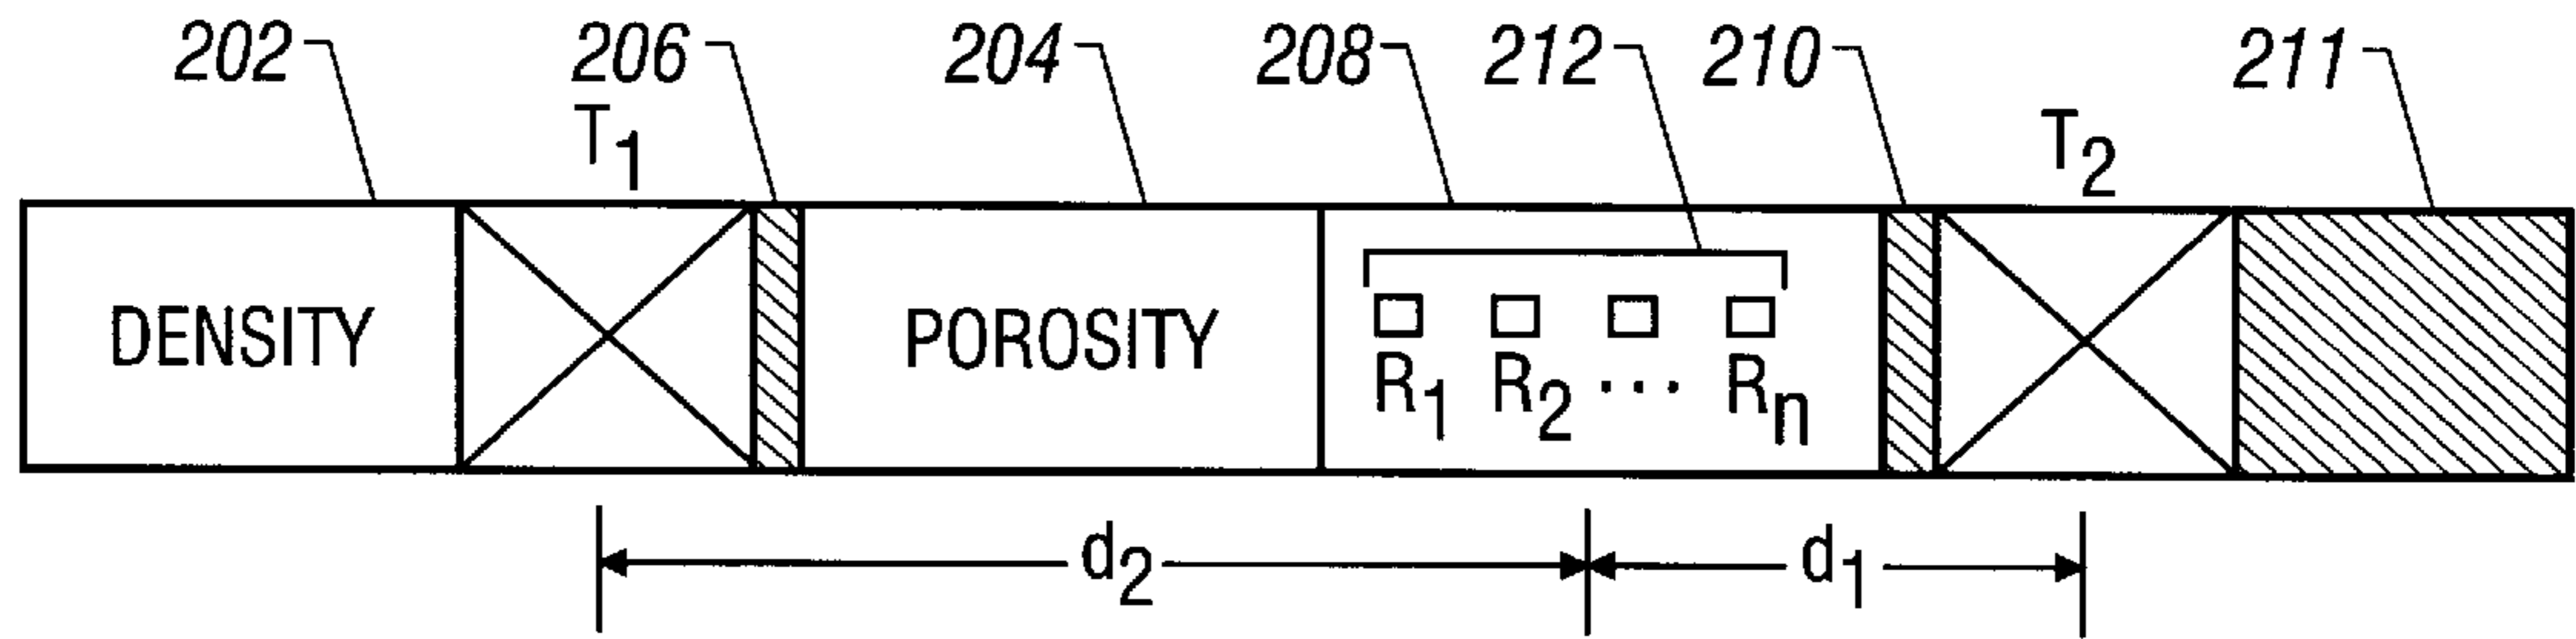 202 206 204 208 212 210 211
T1 T2
DENSITY POROSITY
R1 R2 ... Rn
d2 d1